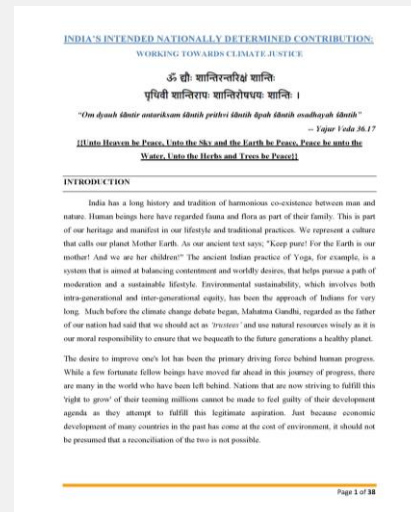 INDIA'S INTENDED NATIONALLY DETERMINED CONTRIBUTION:
WORKING TOWARDS CLIMATE JUSTICE
ॐ द्यौः शान्तिरन्तरिक्षं शान्तिः
पृथिवी शान्तिरापः शान्तिरोषधयः शान्तिः ।
"Om dyauh śāntir antariksam śāntih prithvi śāntih āpah śāntih osadhayah śāntih"
-- Yajur Veda 36.17
[[Unto Heaven be Peace, Unto the Sky and the Earth be Peace, Peace be unto the
Water, Unto the Herbs and Trees be Peace]]
INTRODUCTION
India has a long history and tradition of harmonious co-existence between man and
nature. Human beings here have regarded fauna and flora as part of their family. This is part
of our heritage and manifest in our lifestyle and traditional practices. We represent a culture
that calls our planet Mother Earth. As our ancient text says; "Keep pure! For the Earth is our
mother! And we are her children!" The ancient Indian practice of Yoga, for example, is a
system that is aimed at balancing contentment and worldly desires, that helps pursue a path of
moderation and a sustainable lifestyle. Environmental sustainability, which involves both
intra-generational and inter-generational equity, has been the approach of Indians for very
long. Much before the climate change debate began, Mahatma Gandhi, regarded as the father
of our nation had said that we should act as 'trustees' and use natural resources wisely as it is
our moral responsibility to ensure that we bequeath to the future generations a healthy planet.
The desire to improve one's lot has been the primary driving force behind human progress.
While a few fortunate fellow beings have moved far ahead in this journey of progress, there
are many in the world who have been left behind. Nations that are now striving to fulfill this
'right to grow' of their teeming millions cannot be made to feel guilty of their development
agenda as they attempt to fulfill this legitimate aspiration. Just because economic
development of many countries in the past has come at the cost of environment, it should not
be presumed that a reconciliation of the two is not possible.
Page 1 of 38